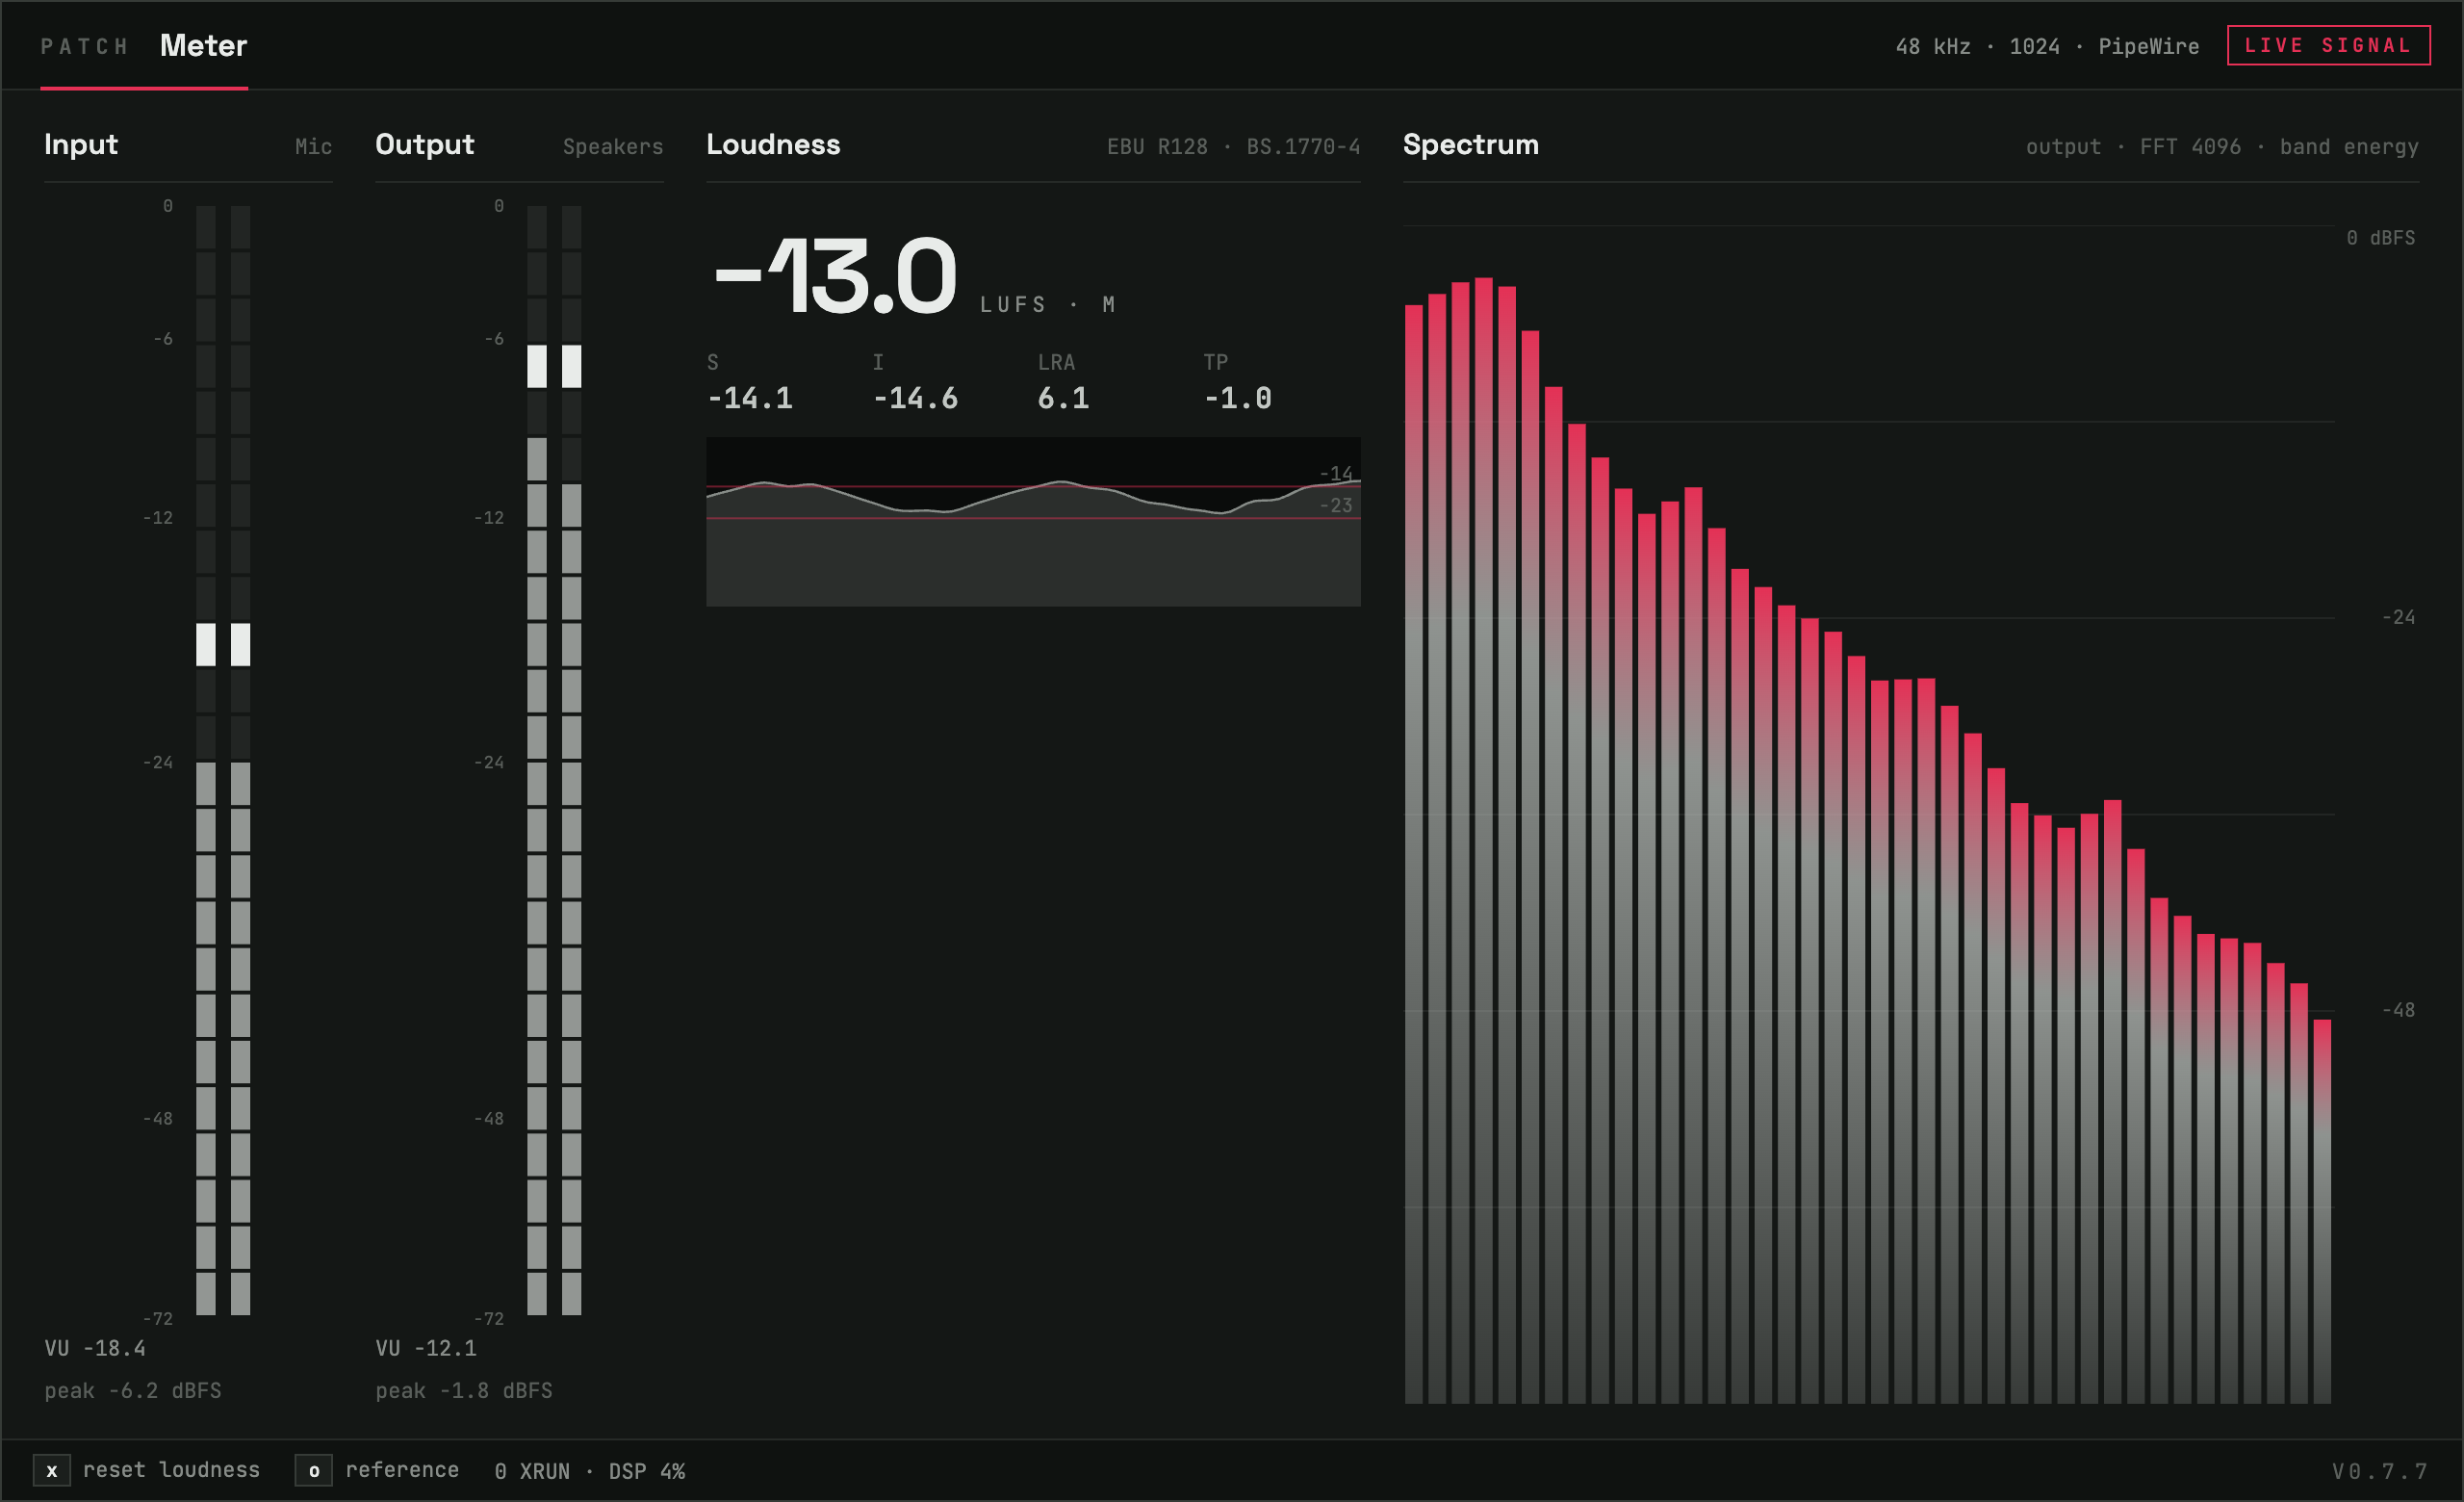 PATCH Meter
48 kHz · 1024 · PipeWire
LIVE SIGNAL
Input Mic
0
-6
-12
-24
-48
-72
VU -18.4
peak -6.2 dBFS
Output Speakers
0
-6
-12
-24
-48
-72
VU -12.1
peak -1.8 dBFS
Loudness EBU R128 · BS.1770-4
-13.0 LUFS · M
S I LRA TP
-14.1 -14.6 6.1 -1.0
-14
-23
Spectrum output · FFT 4096 · band energy
0 dBFS
-24
-48
x reset loudness o reference 0 XRUN · DSP 4%
V0.7.7